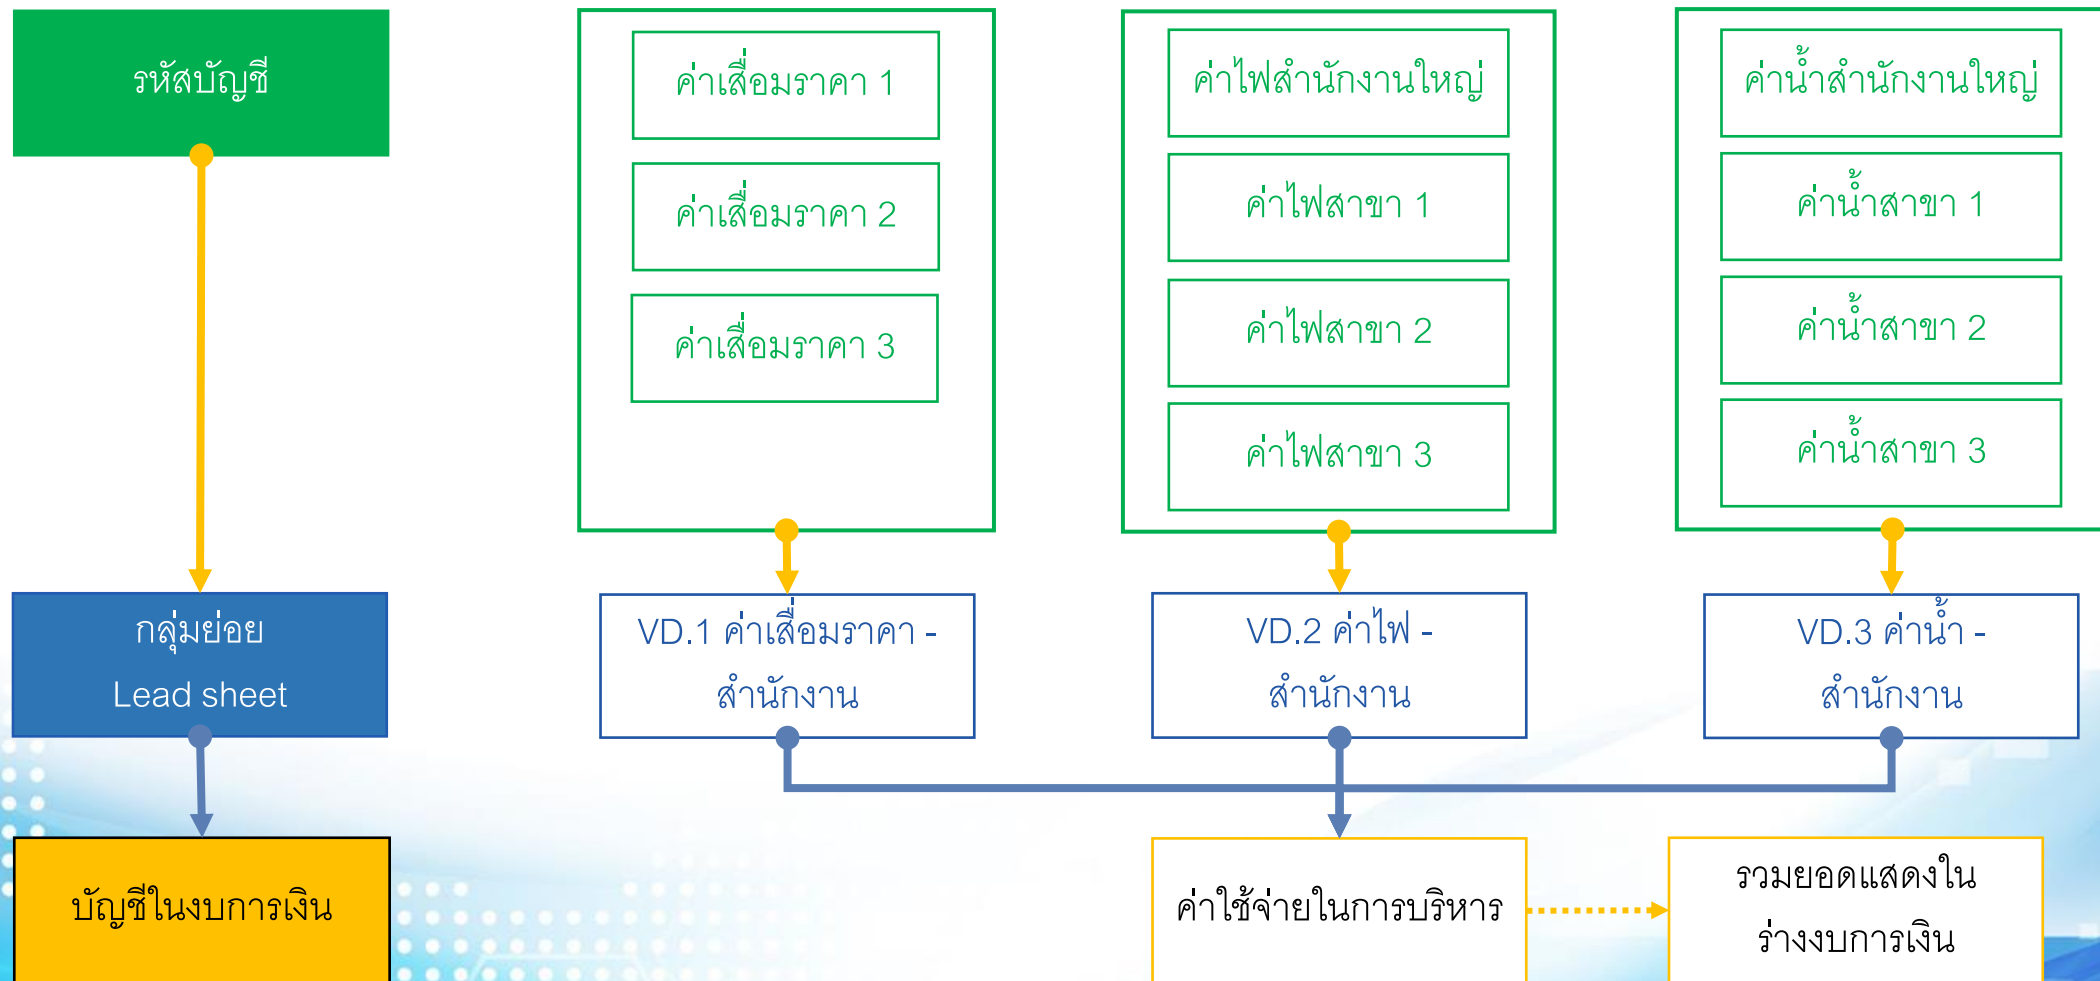 รหัสบัญชี
ค่าเสื่อมราคา 1
ค่าเสื่อมราคา 2
ค่าเสื่อมราคา 3
ค่าไฟสำนักงานใหญ่
ค่าไฟสาขา 1
ค่าไฟสาขา 2
ค่าไฟสาขา 3
ค่าน้ำสำนักงานใหญ่
ค่าน้ำสาขา 1
ค่าน้ำสาขา 2
ค่าน้ำสาขา 3
กลุ่มย่อย
Lead sheet
VD.1 ค่าเสื่อมราคา -
สำนักงาน
VD.2 ค่าไฟ -
สำนักงาน
VD.3 ค่าน้ำ -
สำนักงาน
บัญชีในงบการเงิน
ค่าใช้จ่ายในการบริหาร
รวมยอดแสดงใน
ร่างงบการเงิน